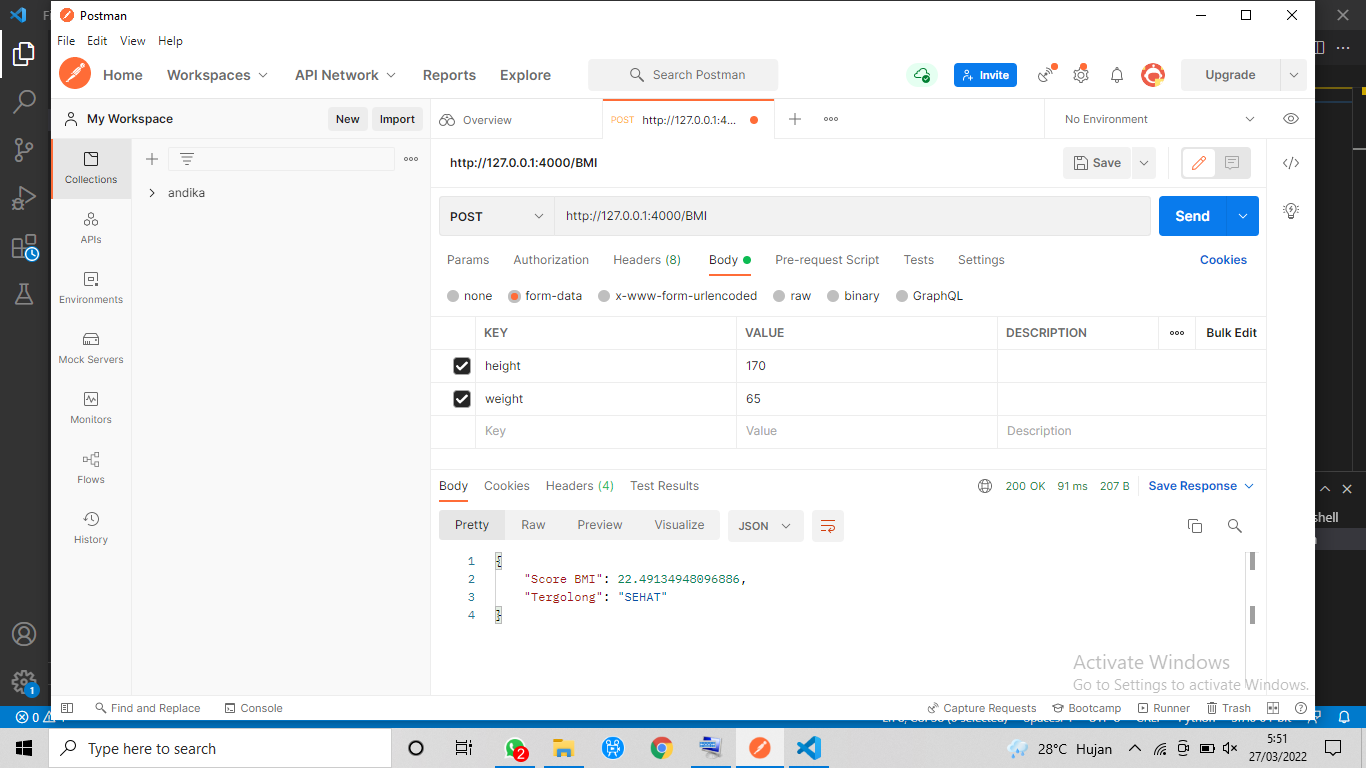 Postman
File Edit View Help
Home Workspaces API Network Reports Explore Search Postman Invite Upgrade
My Workspace New Import Overview POST http://127.0.0.1:4... No Environment
Collections
andika
APIs
Environments
Mock Servers
Monitors
Flows
History
http://127.0.0.1:4000/BMI Save
POST http://127.0.0.1:4000/BMI Send
Params Authorization Headers (8) Body Pre-request Script Tests Settings Cookies
none form-data x-www-form-urlencoded raw binary GraphQL
KEY VALUE DESCRIPTION Bulk Edit
height 170
weight 65
Key Value Description
Body Cookies Headers (4) Test Results 200 OK 91 ms 207 B Save Response
Pretty Raw Preview Visualize JSON
1 {
2 "Score BMI": 22.49134948096886,
3 "Tergolong": "SEHAT"
4 }
shell
Activate Windows
Go to Settings to activate Windows.
Find and Replace Console Capture Requests Bootcamp Runner Trash
1
0
Type here to search 2 28°C Hujan 5:51
27/03/2022